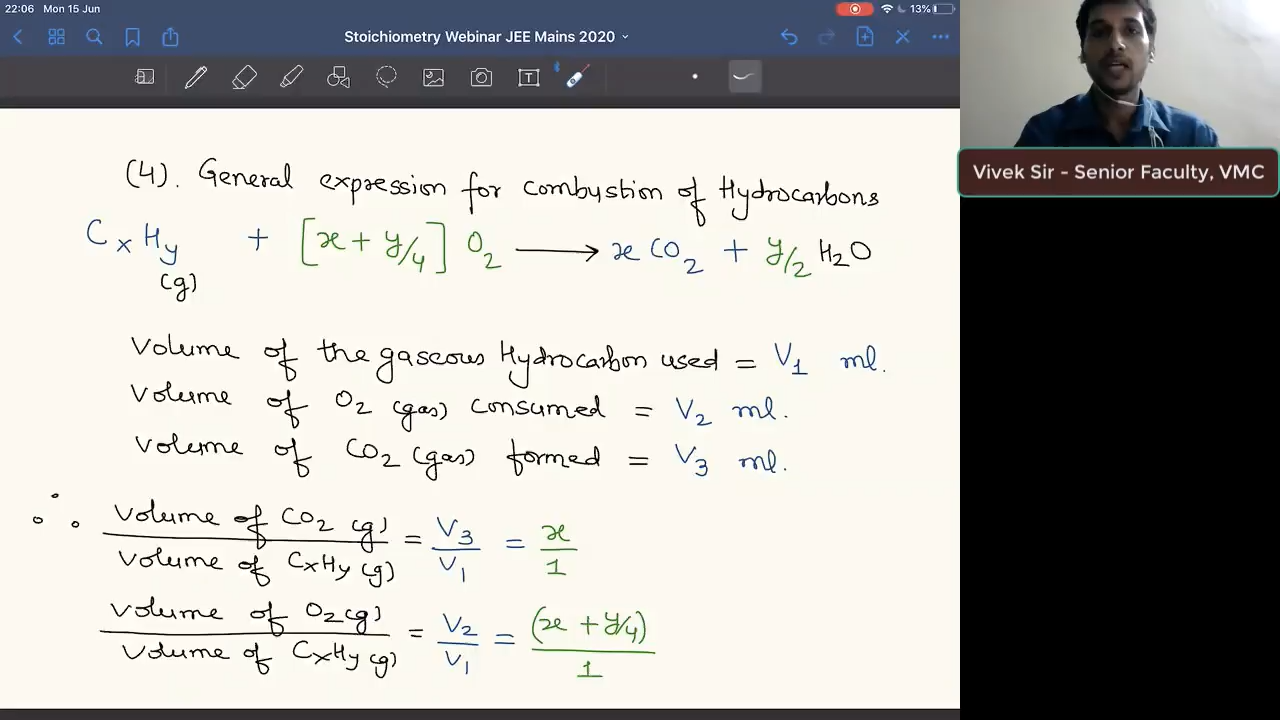 22:06 Mon 15 Jun
13%
Stoichiometry Webinar JEE Mains 2020
T
Vivek Sir - Senior Faculty, VMC
(4). General expression for combustion of Hydrocarbons
CxHy (g) + [x + y/4] O2 ⟶ x CO2 + y/2 H2O
Volume of the gaseous Hydrocarbon used = V1 ml.
Volume of O2 (gas) consumed = V2 ml.
Volume of CO2 (gas) formed = V3 ml.
∴ Volume of CO2 (g) / Volume of CxHy (g) = V3/V1 = x/1
Volume of O2(g) / Volume of CxHy (g) = V2/V1 = (x + y/4)/1